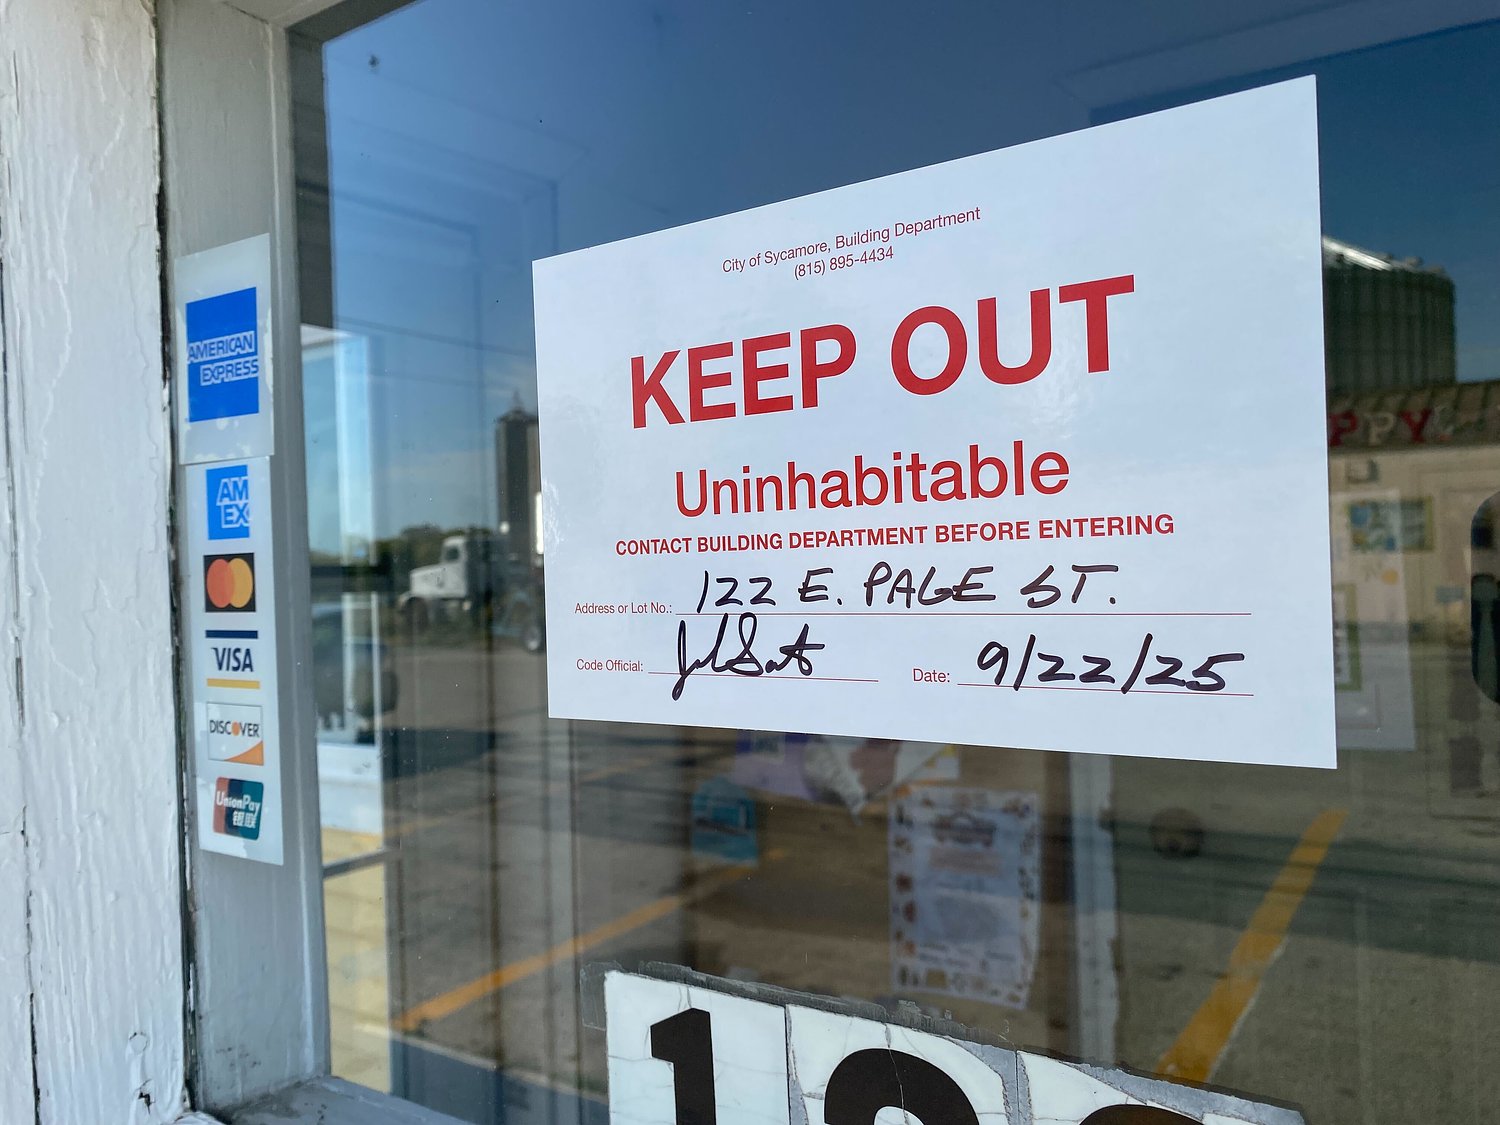 AMERICAN
EXPRESS
AM
EX
VISA
DISCOVER
UnionPay
银联
City of Sycamore, Building Department
(815) 895-4434
KEEP OUT
Uninhabitable
CONTACT BUILDING DEPARTMENT BEFORE ENTERING
Address or Lot No.: 122 E. PAGE ST.
Code Official:
Date: 9/22/25
PPY
1